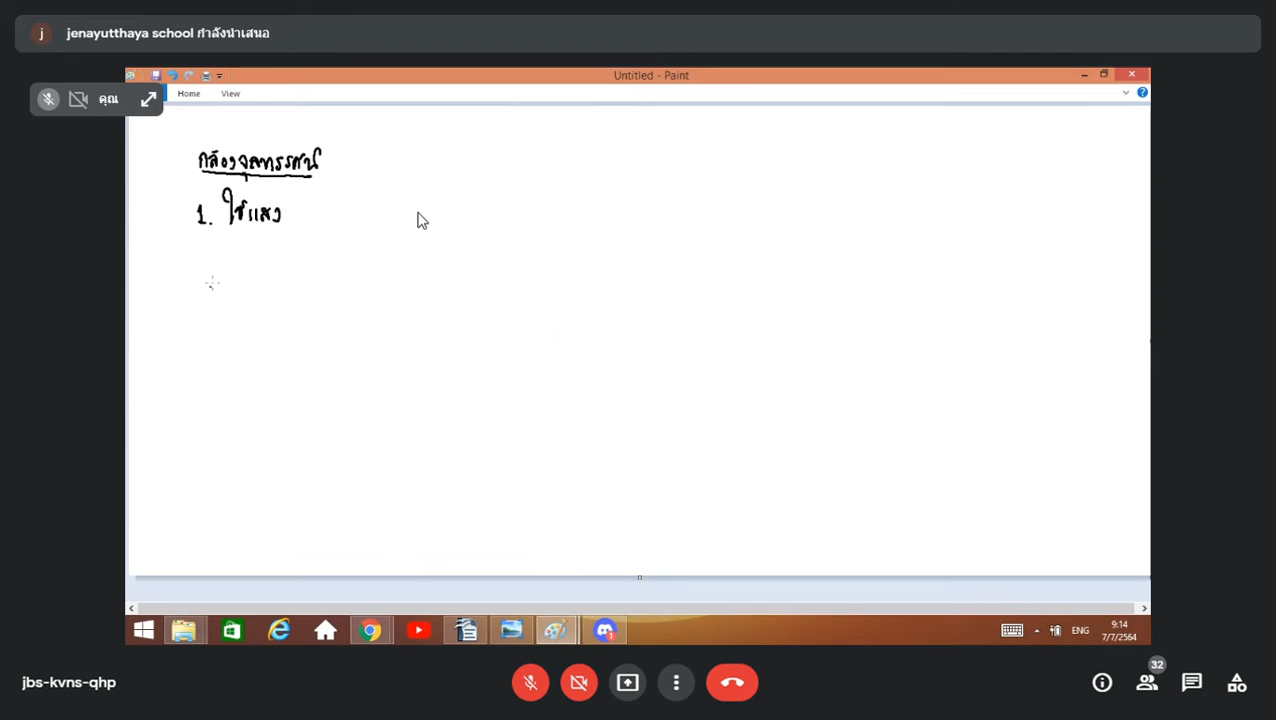 jenayutthaya school กำลังนำเสนอ
Untitled - Paint
คุณ
Home View
กล้องจุลทรรศน์
1. ใช้แสง
ENG
9:14
7/7/2564
jbs-kvns-qhp
32